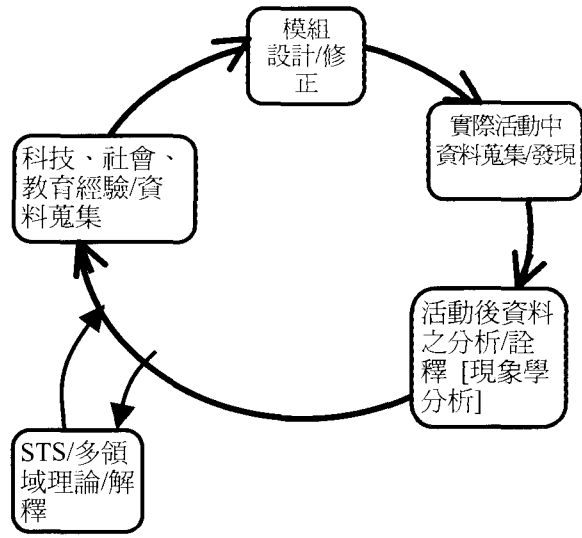 模組
設計/修
正
實際活動中
資料蒐集/發現
科技、社會、
教育經驗/資
料蒐集
活動後資料
之分析/詮
釋 [現象學
分析]
STS/多領
域理論/解
釋